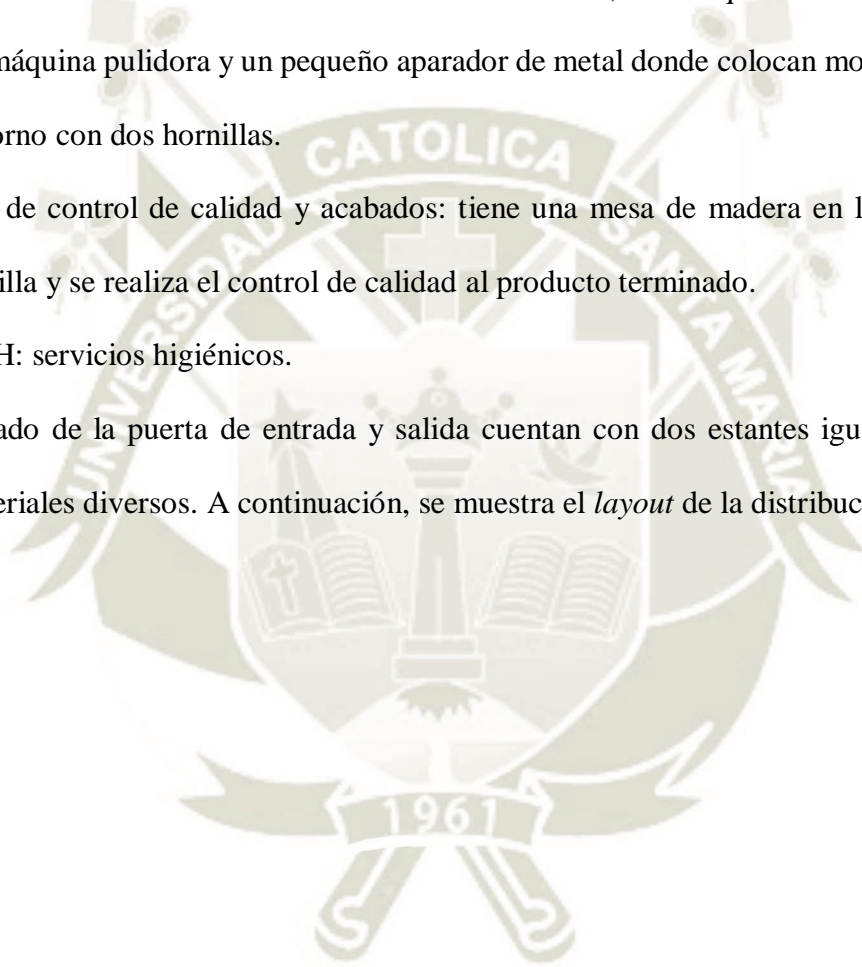 máquina pulidora y un pequeño aparador de metal donde colocan
orno con dos hornillas.
de control de calidad y acabados: tiene una mesa de madera en
illa y se realiza el control de calidad al producto terminado.
H: servicios higiénicos.
ado de la puerta de entrada y salida cuentan con dos estantes
eriales diversos. A continuación, se muestra el layout de la
UNIVERSIDAD CATOLICA SANTA MARIA
1961